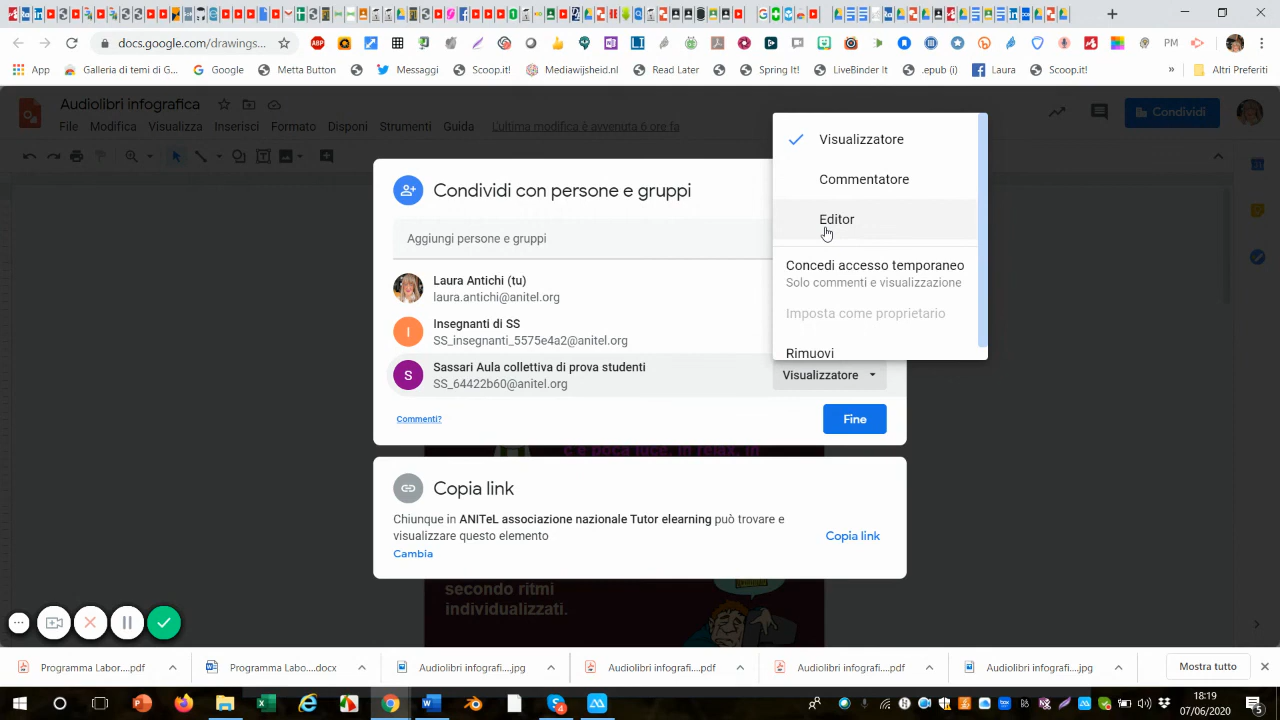 docs.google.com/drawings...
PM
App
Galleria di temi di G...
Google
Metta Button
Messaggi
Scoop.it!
Mediawijsheid.nl
Read Later
Spring It!
LiveBinder It
.epub (i)
Laura
Scoop.it!
»
Altri Preferiti
Audiolibri infografica
File
Modifica
Visualizza
Inserisci
Formato
Disponi
Strumenti
Guida
L'ultima modifica è avvenuta 6 ore fa
Condividi
Visualizzatore
Commentatore
Editor
Concedi accesso temporaneo
Solo commenti e visualizzazione
Imposta come proprietario
Rimuovi
Condividi con persone e gruppi
Aggiungi persone e gruppi
Laura Antichi (tu)
laura.antichi@anitel.org
I
Insegnanti di SS
SS_insegnanti_5575e4a2@anitel.org
S
Sassari Aula collettiva di prova studenti
SS_64422b60@anitel.org
Visualizzatore
Commenti?
Fine
c'è poca luce, in relax, in
Copia link
Chiunque in ANITeL associazione nazionale Tutor elearning può trovare e
visualizzare questo elemento
Copia link
Cambia
secondo ritmi
individualizzati.
Programma Labor....pdf
Programma Labo....docx
Audiolibri infografi....jpg
Audiolibri infografi....pdf
Audiolibri infografi....pdf
Audiolibri infografi....jpg
Mostra tutto
18:19
07/06/2020